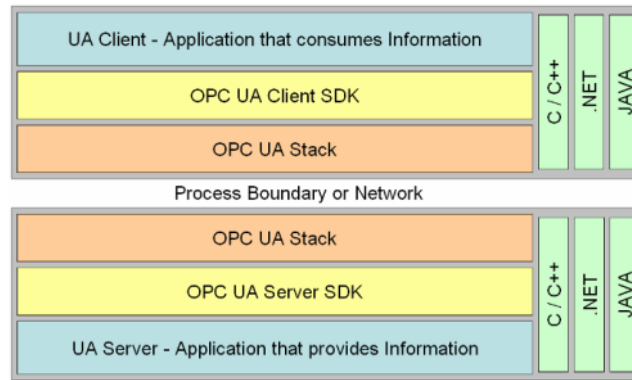 UA Client - Application that consumes Information
OPC UA Client SDK
OPC UA Stack
C / C++
.NET
JAVA
Process Boundary or Network
OPC UA Stack
OPC UA Server SDK
UA Server - Application that provides Information
C / C++
.NET
JAVA